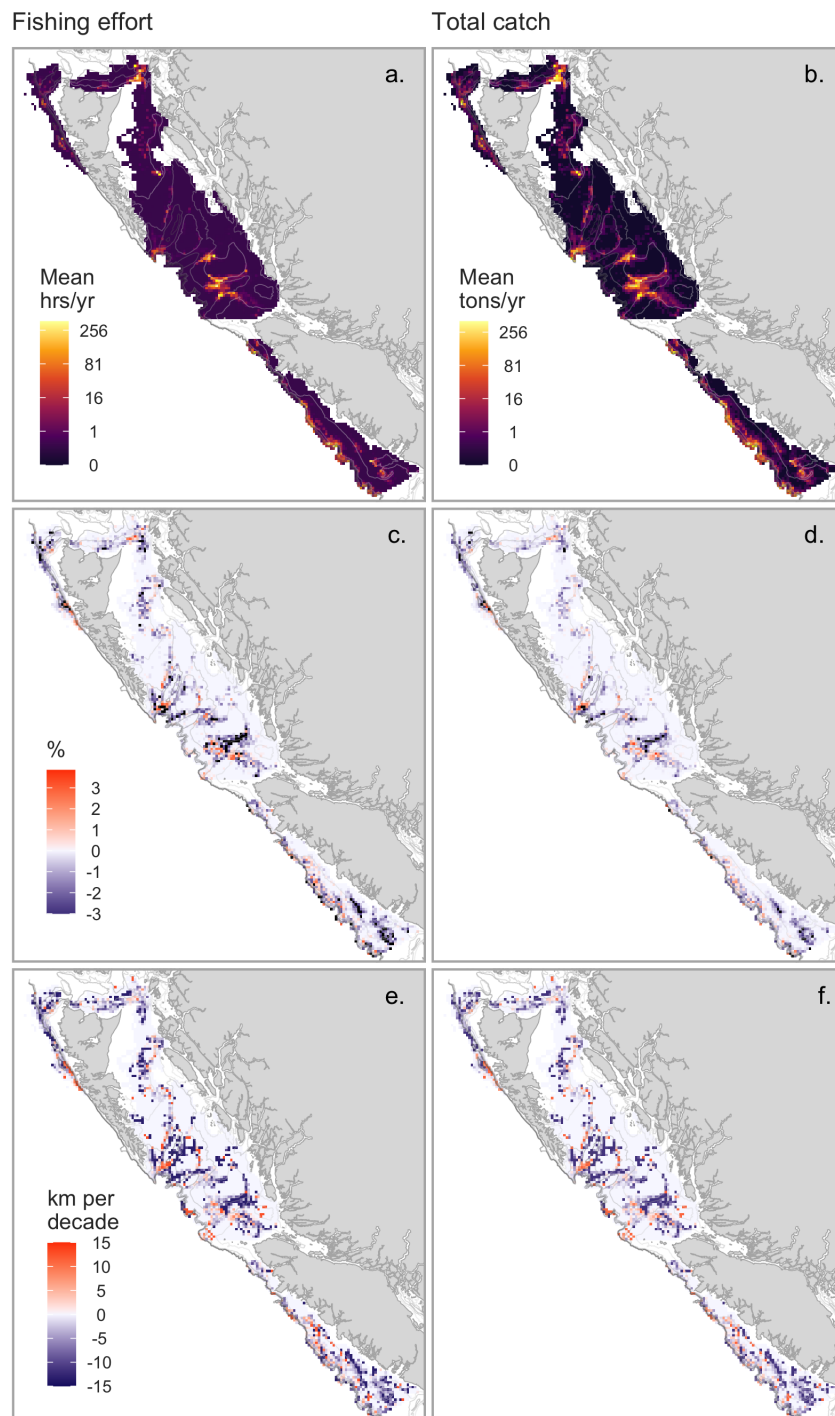 Fishing effort
Total catch
a.
b.
Mean
hrs/yr
256
81
16
1
0
Mean
tons/yr
256
81
16
1
0
c.
d.
%
3
2
1
0
-1
-2
-3
e.
f.
km per
decade
15
10
5
0
-5
-10
-15